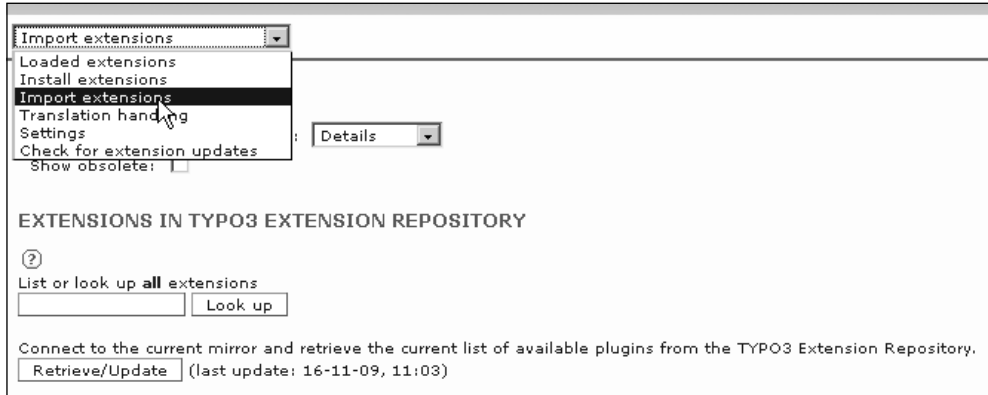 Import extensions
Loaded extensions
Install extensions
Import extensions
Translation handling
Settings
: Details
Check for extension updates
Show obsolete:
EXTENSIONS IN TYPO3 EXTENSION REPOSITORY
?
List or look up all extensions
Look up
Connect to the current mirror and retrieve the current list of available plugins from the TYPO3 Extension Repository.
Retrieve/Update (last update: 16-11-09, 11:03)